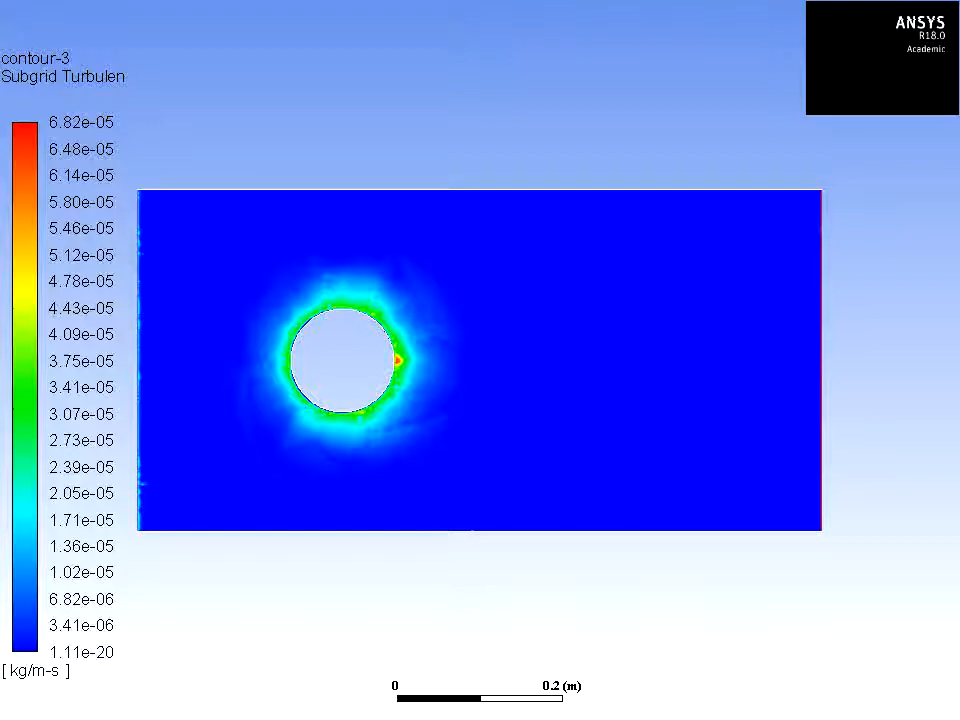 ANSYS
R18.0
Academic
contour-3
Subgrid Turbulen
6.82e-05
6.48e-05
6.14e-05
5.80e-05
5.46e-05
5.12e-05
4.78e-05
4.43e-05
4.09e-05
3.75e-05
3.41e-05
3.07e-05
2.73e-05
2.39e-05
2.05e-05
1.71e-05
1.36e-05
1.02e-05
6.82e-06
3.41e-06
1.11e-20
[ kg/m-s ]
0 0.2 (m)